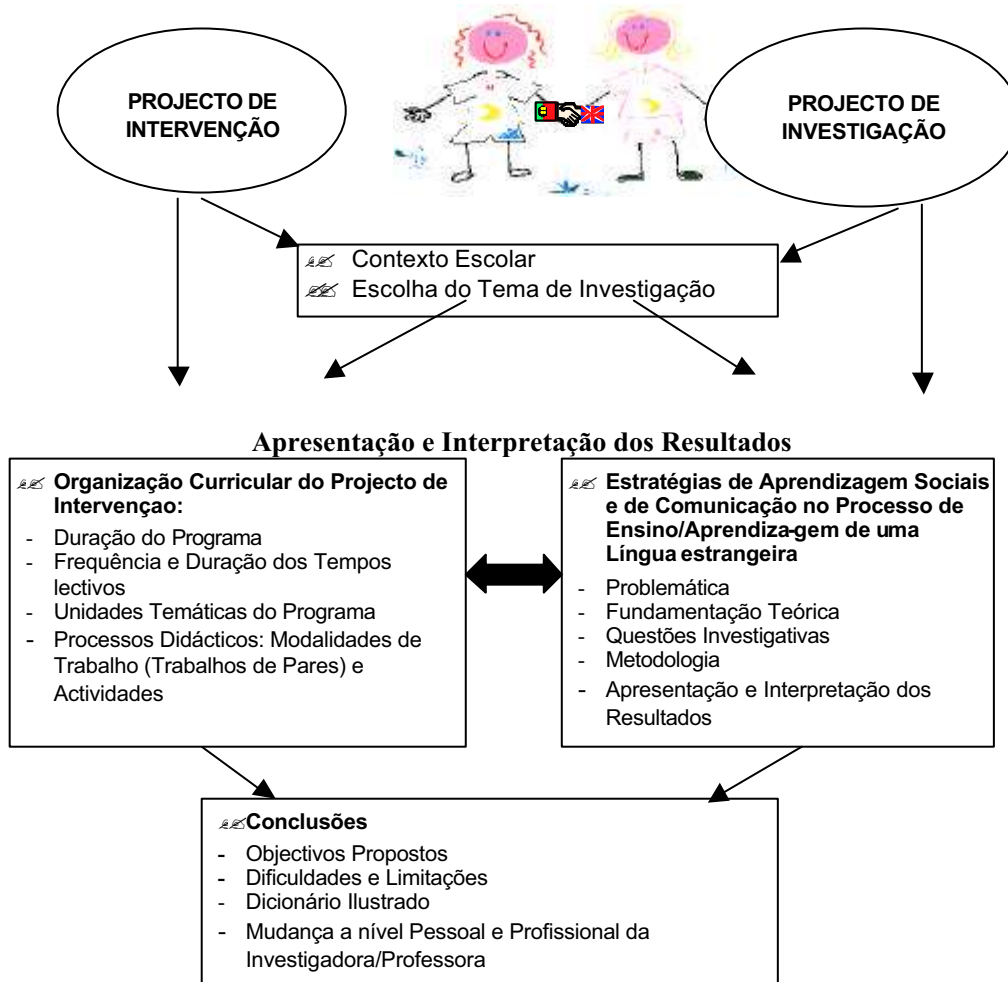 PROJECTO DE
INTERVENÇÃO
PROJECTO DE
INVESTIGAÇÃO
Contexto Escolar
Escolha do Tema de Investigação
Apresentação e Interpretação dos Resultados
Organização Curricular do Projecto de
Intervençao:
- Duração do Programa
- Frequência e Duração dos Tempos
lectivos
- Unidades Temáticas do Programa
- Processos Didácticos: Modalidades de
Trabalho (Trabalhos de Pares) e
Actividades
Estratégias de Aprendizagem Sociais
e de Comunicação no Processo de
Ensino/Aprendiza-gem de uma
Língua estrangeira
- Problemática
- Fundamentação Teórica
- Questões Investigativas
- Metodologia
- Apresentação e Interpretação dos
Resultados
Conclusões
- Objectivos Propostos
- Dificuldades e Limitações
- Dicionário Ilustrado
- Mudança a nível Pessoal e Profissional da
Investigadora/Professora